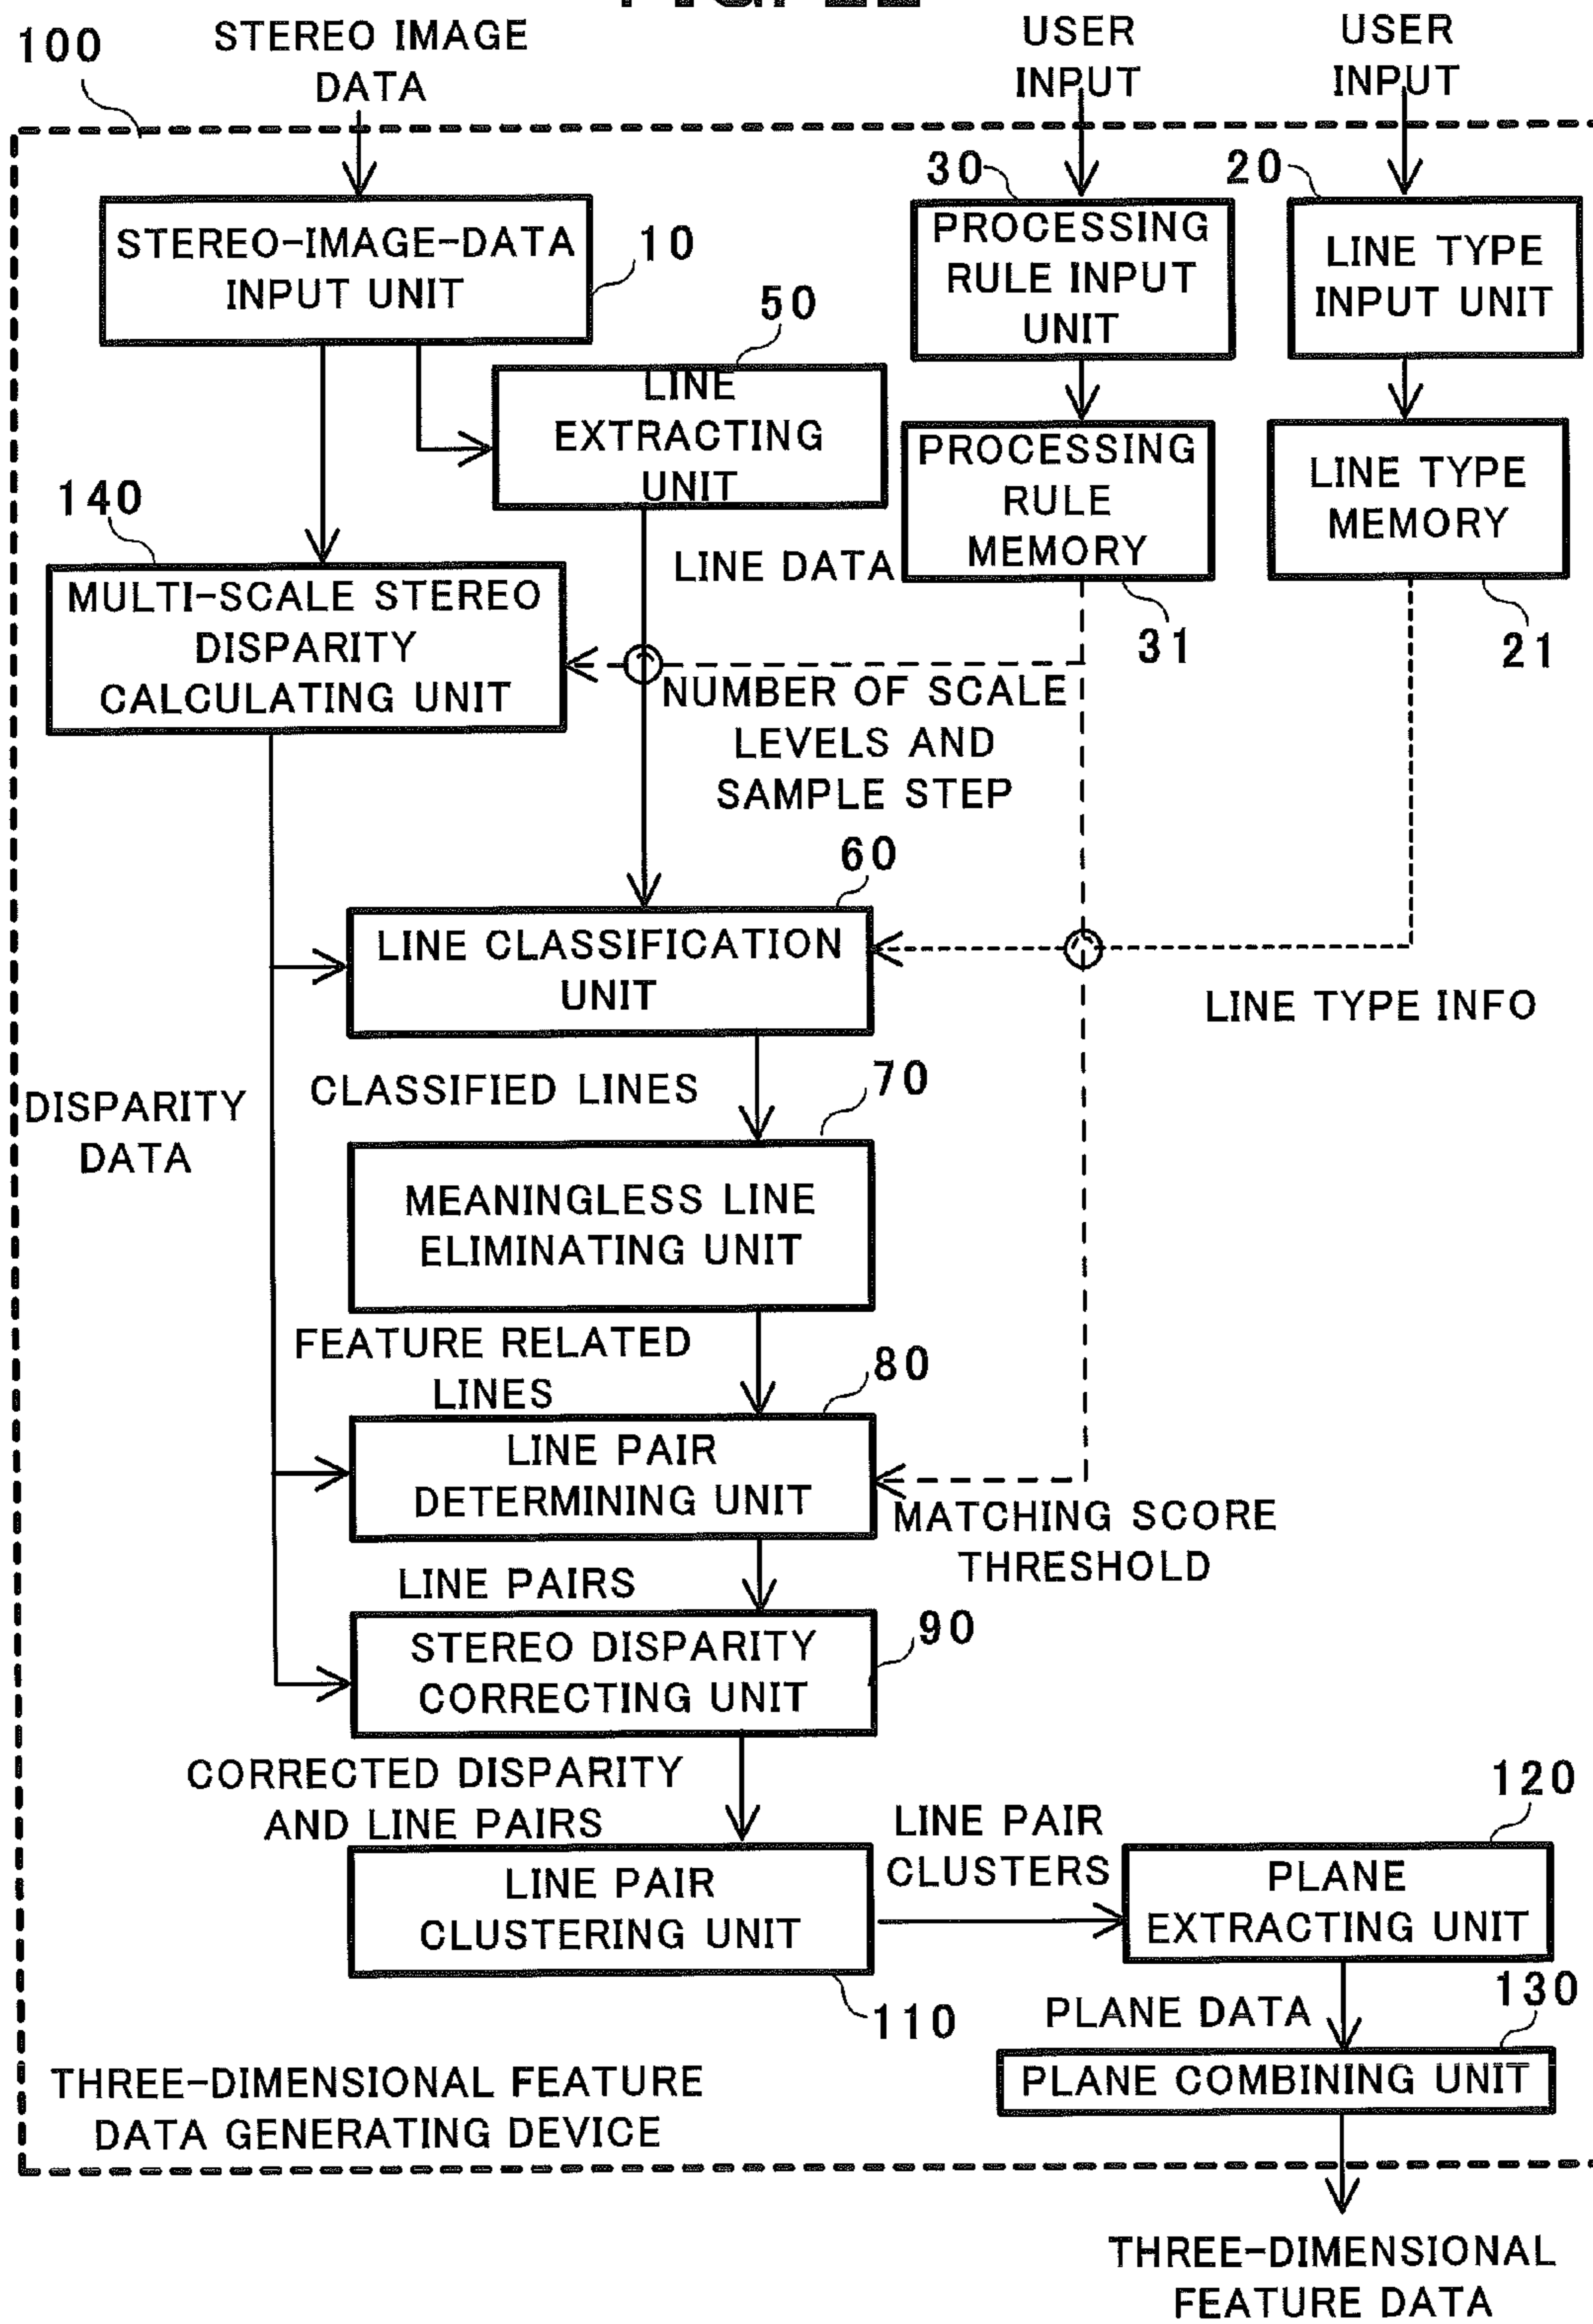 100
STEREO IMAGE
DATA
USER
INPUT
USER
INPUT
STEREO-IMAGE-DATA
INPUT UNIT
10
30
PROCESSING
RULE INPUT
UNIT
20
LINE TYPE
INPUT UNIT
50
LINE
EXTRACTING
UNIT
PROCESSING
RULE
MEMORY
31
LINE TYPE
MEMORY
21
140
MULTI-SCALE STEREO
DISPARITY
CALCULATING UNIT
LINE DATA
NUMBER OF SCALE
LEVELS AND
SAMPLE STEP
60
LINE CLASSIFICATION
UNIT
LINE TYPE INFO
DISPARITY
DATA
CLASSIFIED LINES
70
MEANINGLESS LINE
ELIMINATING UNIT
FEATURE RELATED
LINES
80
LINE PAIR
DETERMINING UNIT
MATCHING SCORE
THRESHOLD
LINE PAIRS
90
STEREO DISPARITY
CORRECTING UNIT
CORRECTED DISPARITY
AND LINE PAIRS
LINE PAIR
CLUSTERING UNIT
110
LINE PAIR
CLUSTERS
120
PLANE
EXTRACTING UNIT
PLANE DATA
130
PLANE COMBINING UNIT
THREE-DIMENSIONAL FEATURE
DATA GENERATING DEVICE
THREE-DIMENSIONAL
FEATURE DATA